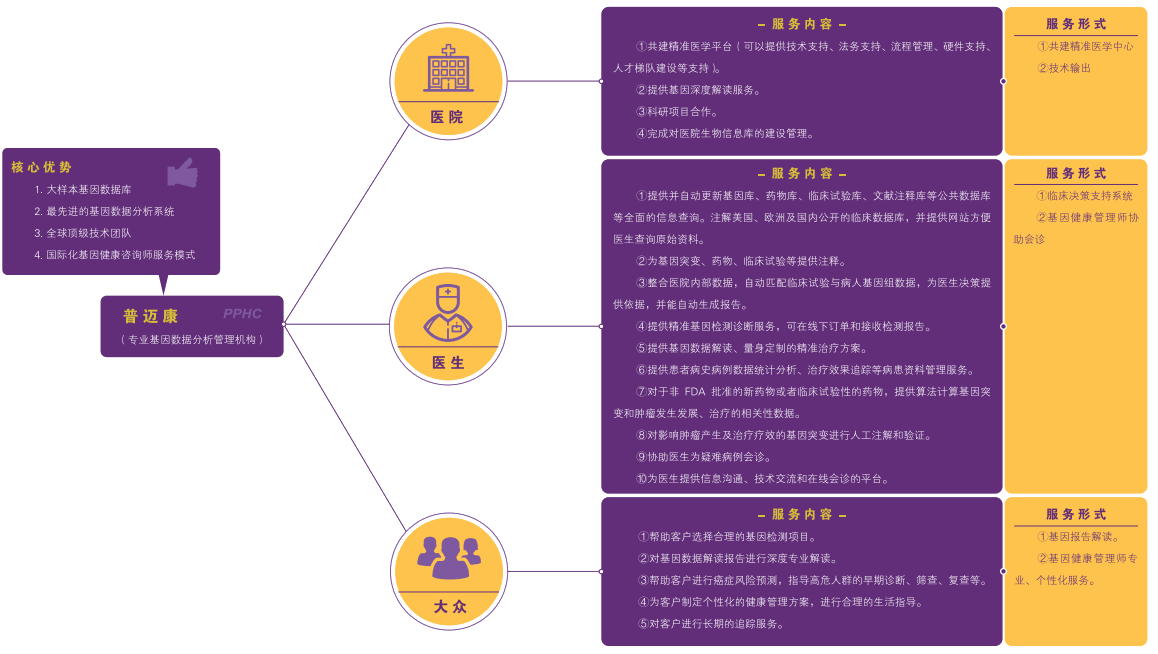 核心优势
1. 大样本基因数据库
2. 最先进的基因数据分析系统
3. 全球顶级技术团队
4. 国际化基因健康咨询师服务模式
普迈康 PPHC
（专业基因数据分析管理机构）
医院
– 服务内容 –
①共建精准医学平台（可以提供技术支持、法务支持、流程管理、硬件支持、
人才梯队建设等支持）。
②提供基因深度解读服务。
③科研项目合作。
④完成对医院生物信息库的建设管理。
服务形式
①共建精准医学中心
②技术输出
医生
– 服务内容 –
①提供并自动更新基因库、药物库、临床试验库、文献注释库等公共数据库
等全面的信息查询。注解美国、欧洲及国内公开的临床数据库，并提供网站方便
医生查询原始资料。
②为基因突变、药物、临床试验等提供注释。
③整合医院内部数据，自动匹配临床试验与病人基因组数据，为医生决策提
供依据，并能自动生成报告。
④提供精准基因检测诊断服务，可在线下订单和接收检测报告。
⑤提供基因数据解读、量身定制的精准治疗方案。
⑥提供患者病史病例数据统计分析、治疗效果追踪等病患资料管理服务。
⑦对于非 FDA 批准的新药物或者临床试验性的药物，提供算法计算基因突
变和肿瘤发生发展、治疗的相关性数据。
⑧对影响肿瘤产生及治疗疗效的基因突变进行人工注解和验证。
⑨协助医生为疑难病例会诊。
⑩为医生提供信息沟通、技术交流和在线会诊的平台。
服务形式
①临床决策支持系统
②基因健康管理师协
助会诊
大众
– 服务内容 –
①帮助客户选择合理的基因检测项目。
②对基因数据解读报告进行深度专业解读。
③帮助客户进行癌症风险预测，指导高危人群的早期诊断、筛查、复查等。
④为客户制定个性化的健康管理方案，进行合理的生活指导。
⑤对客户进行长期的追踪服务。
服务形式
①基因报告解读。
②基因健康管理师专
业、个性化服务。